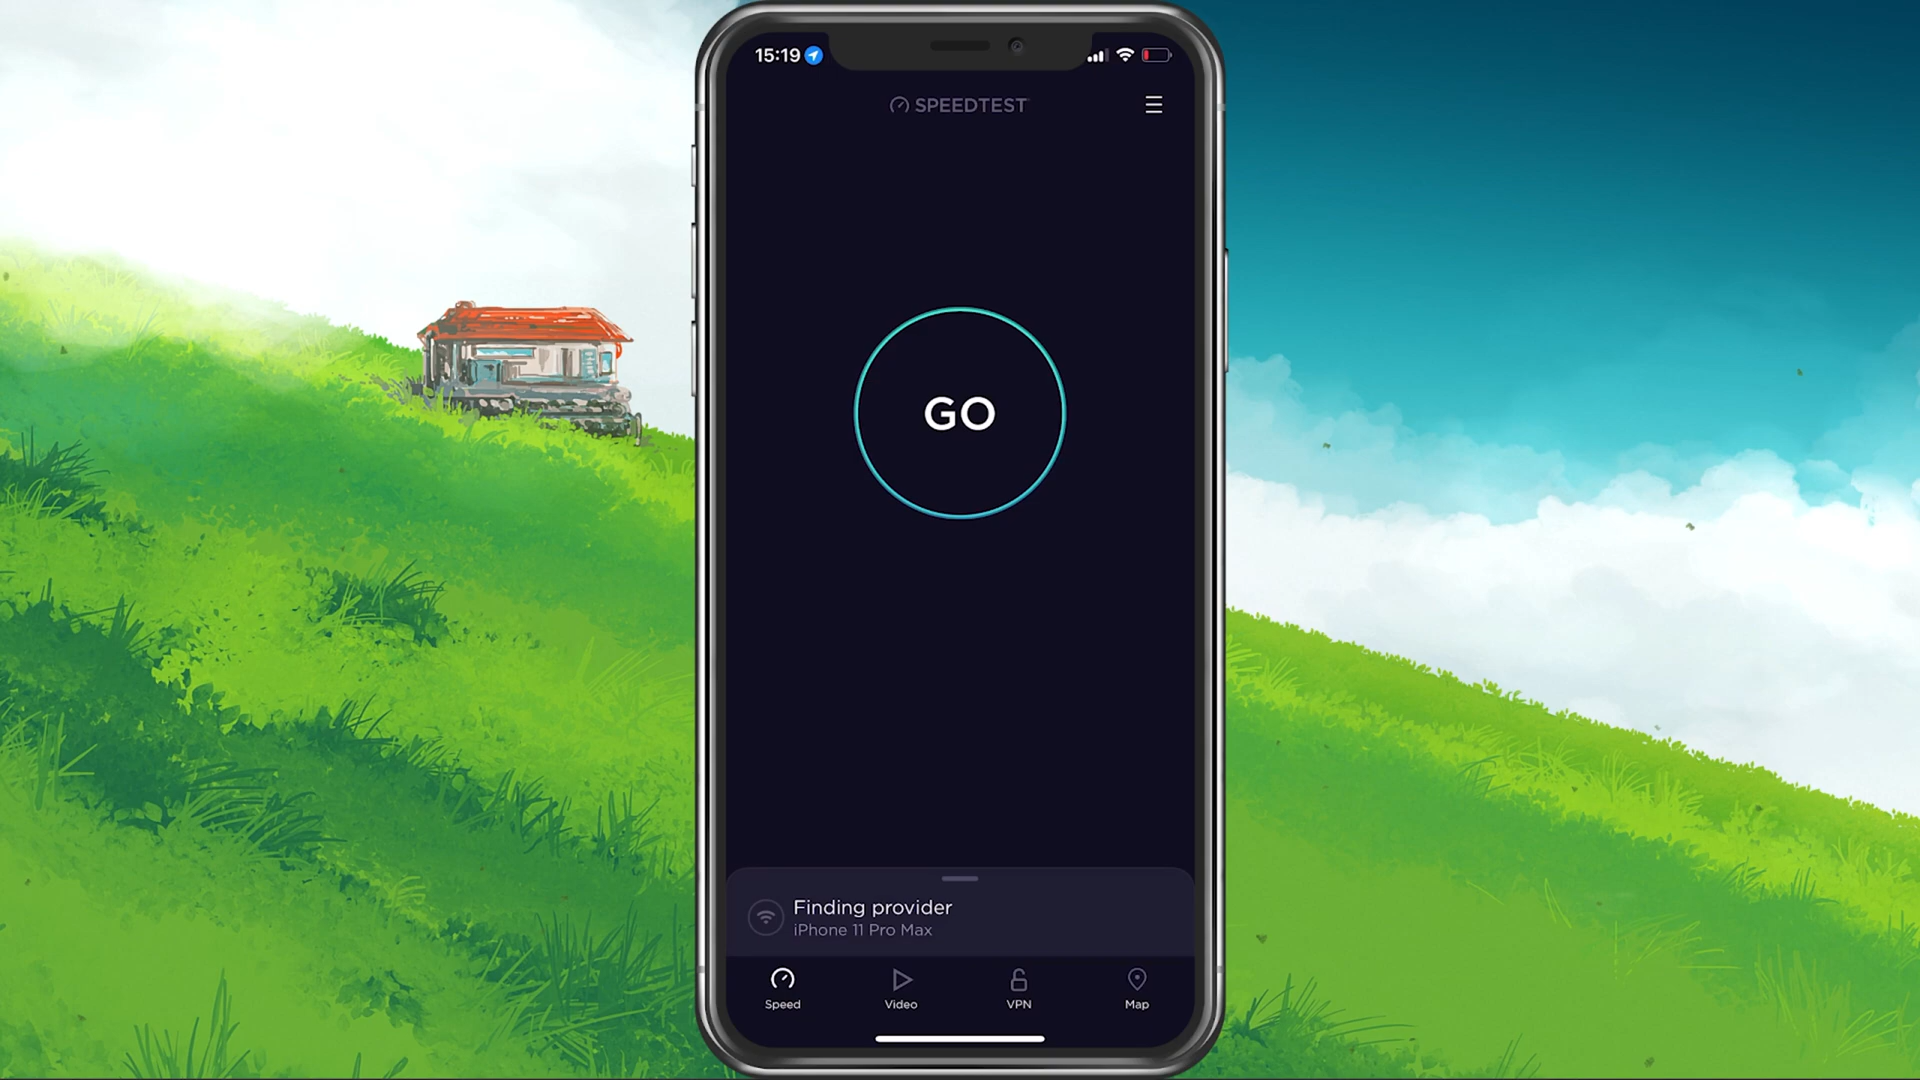 15:19
SPEEDTEST
GO
Finding provider
iPhone 11 Pro Max
Speed
Video
VPN
Map